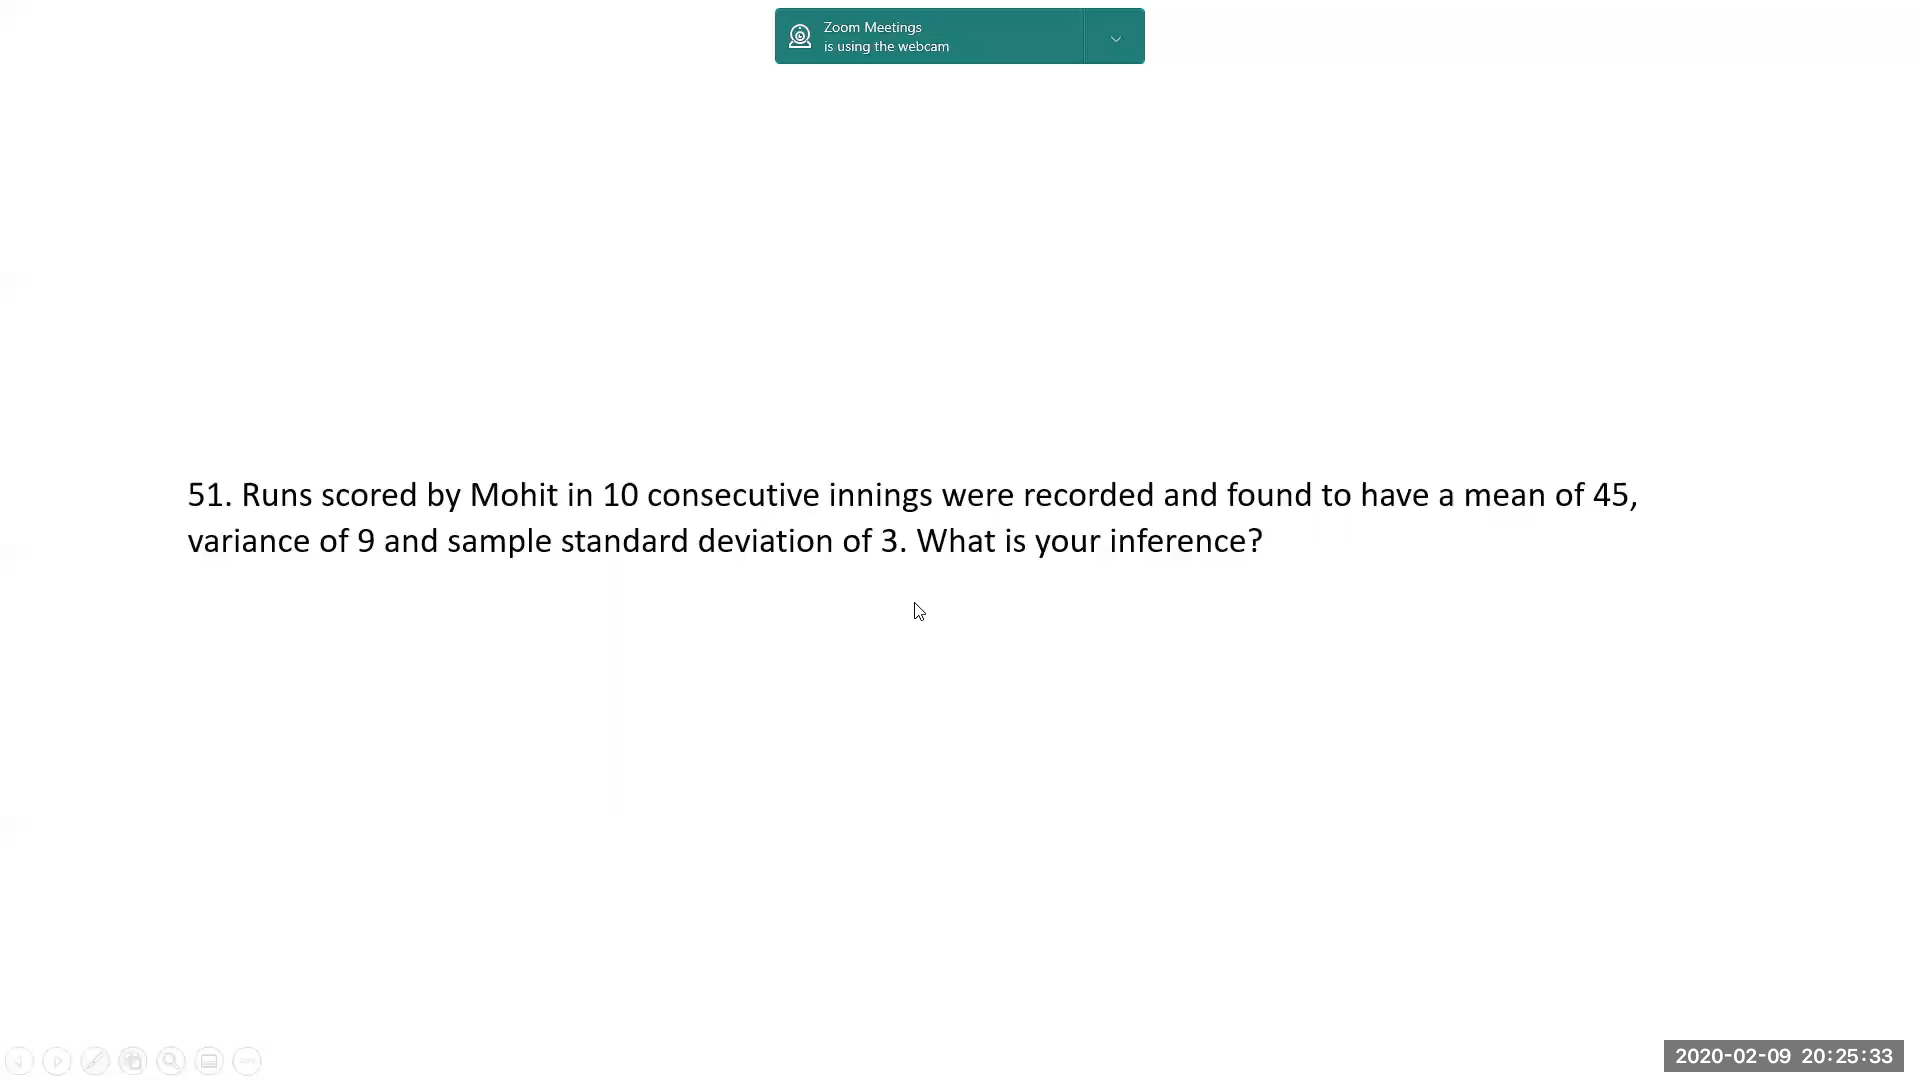 Zoom Meetings
is using the webcam
51. Runs scored by Mohit in 10 consecutive innings were recorded and found to have a mean of 45,
variance of 9 and sample standard deviation of 3. What is your inference?
2020-02-09 20:25:33